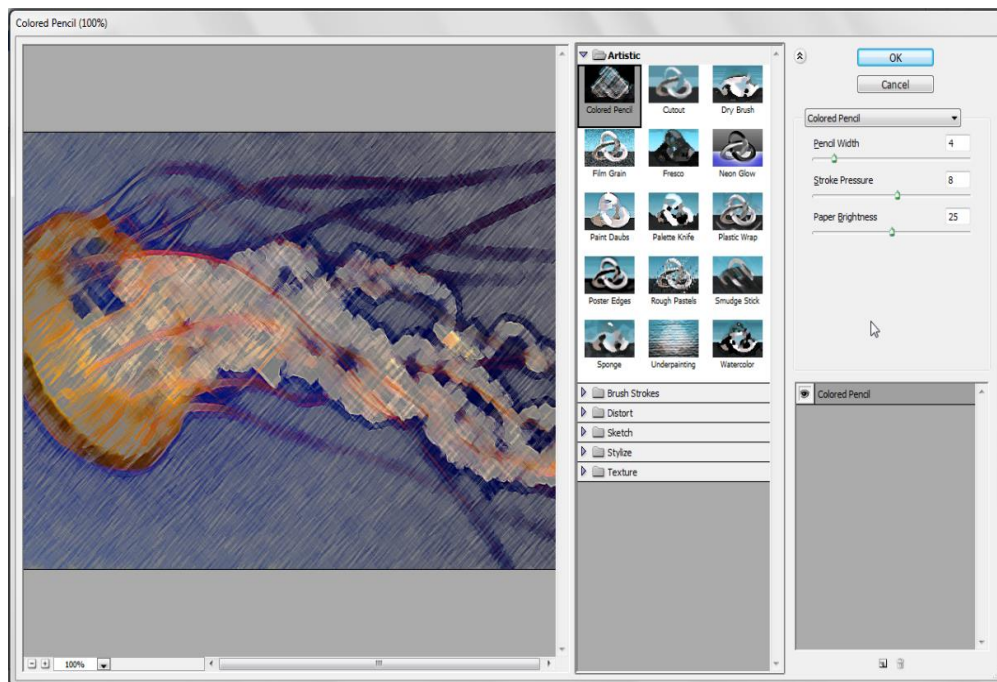 Colored Pencil (100%)
Artistic
Colored Pencil Cutout Dry Brush
Film Grain Fresco Neon Glow
Paint Daubs Palette Knife Plastic Wrap
Poster Edges Rough Pastels Smudge Stick
Sponge Underpainting Watercolor
Brush Strokes
Distort
Sketch
Stylize
Texture
100%
OK
Cancel
Colored Pencil
Pencil Width 4
Stroke Pressure 8
Paper Brightness 25
Colored Pencil